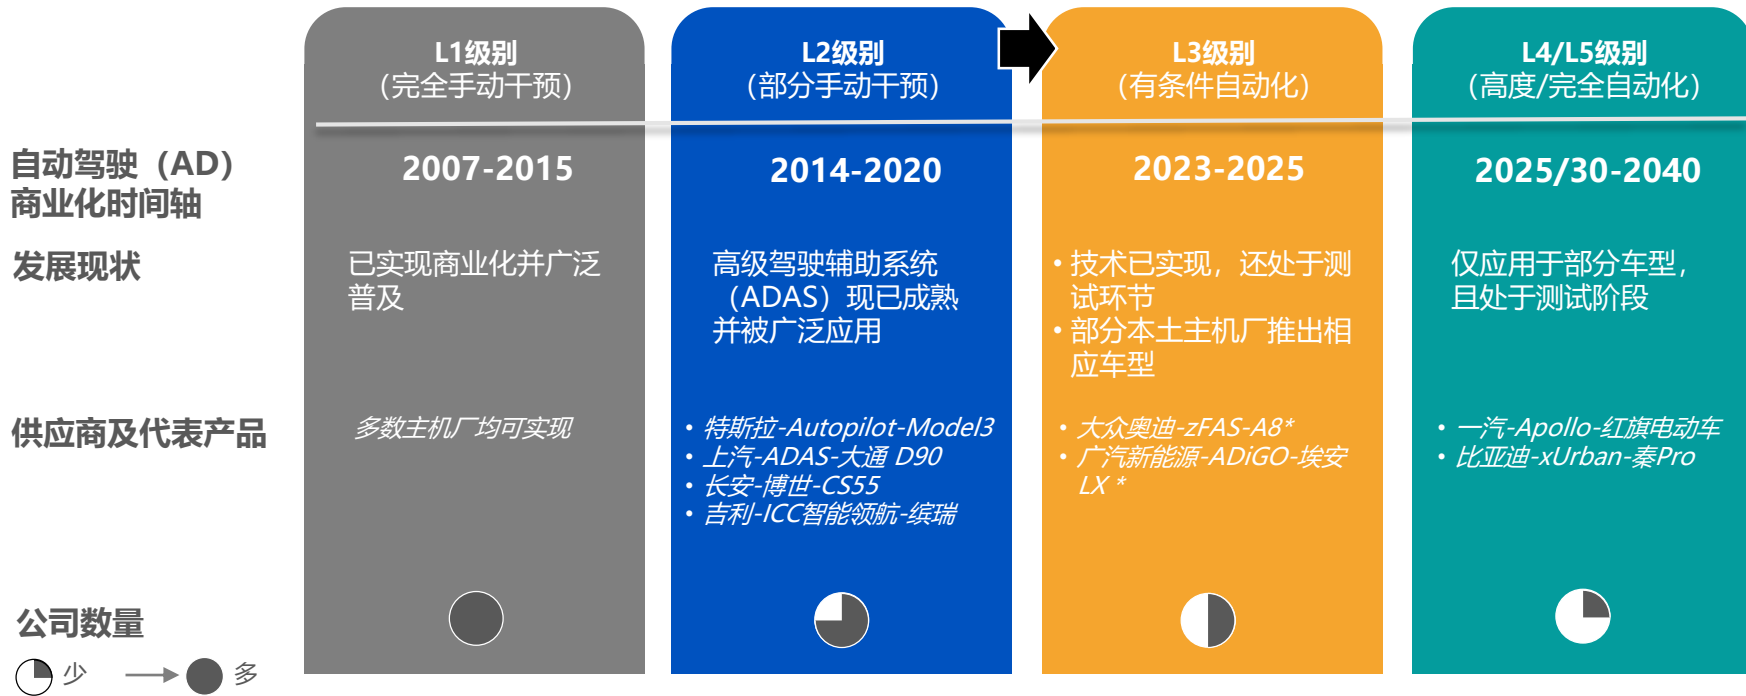 L1级别
（完全手动干预）
L2级别
（部分手动干预）
L3级别
（有条件自动化）
L4/L5级别
（高度/完全自动化）
自动驾驶（AD）
商业化时间轴
2007-2015
2014-2020
2023-2025
2025/30-2040
发展现状
已实现商业化并广泛
普及
高级驾驶辅助系统
（ADAS）现已成熟
并被广泛应用
• 技术已实现，还处于测
试环节
• 部分本土主机厂推出相
应车型
仅应用于部分车型，
且处于测试阶段
供应商及代表产品
多数主机厂均可实现
• 特斯拉-Autopilot-Model3
• 上汽-ADAS-大通 D90
• 长安-博世-CS55
• 吉利-ICC智能领航-缤瑞
• 大众奥迪-zFAS-A8*
• 广汽新能源-ADiGO-埃安
LX *
• 一汽-Apollo-红旗电动车
• 比亚迪-xUrban-秦Pro
公司数量
少
多